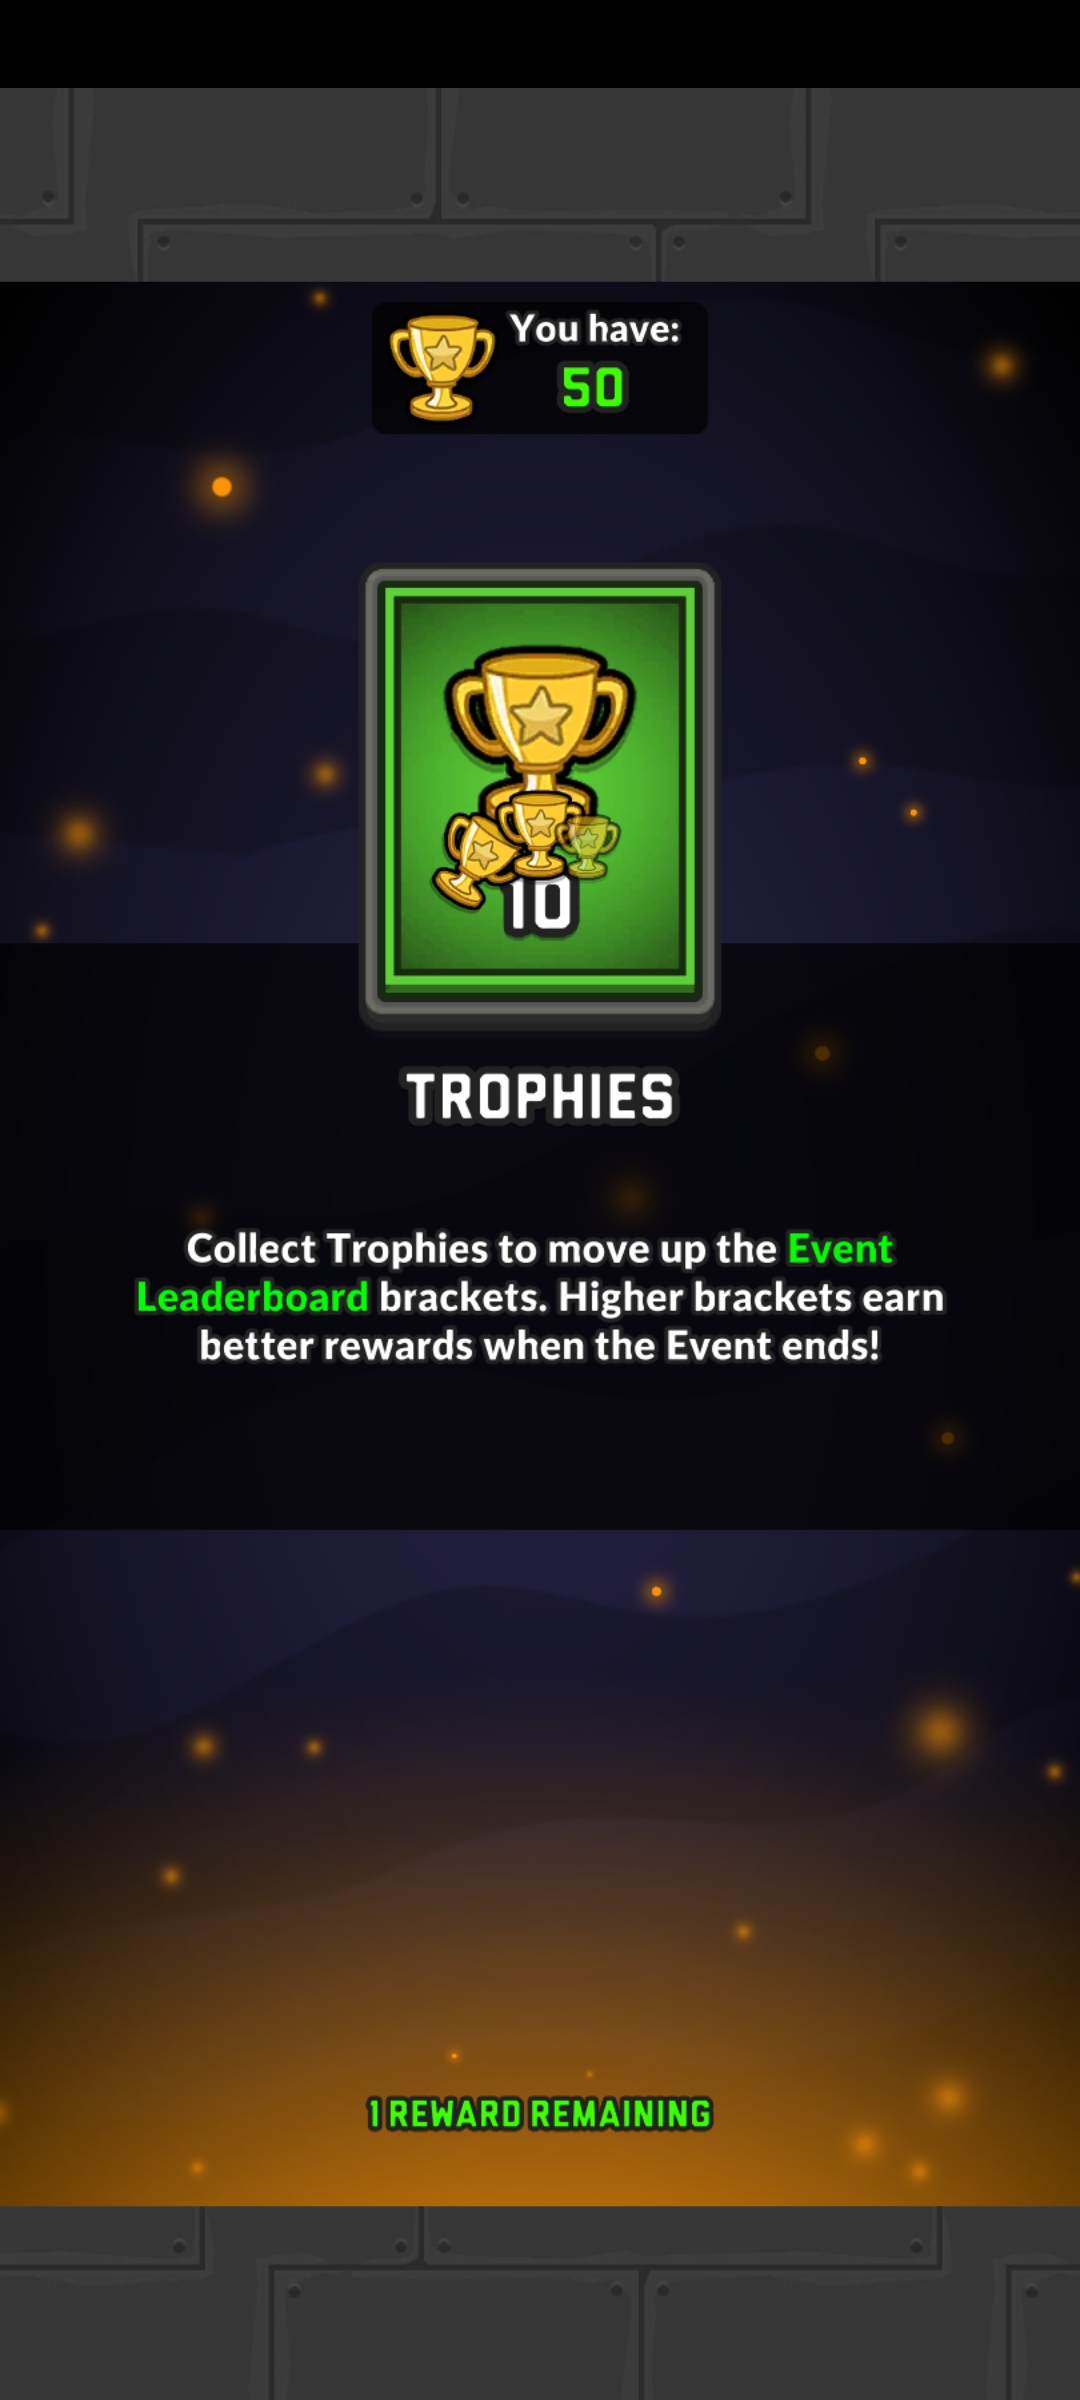 You have:
50
10
TROPHIES
Collect Trophies to move up the Event
Leaderboard brackets. Higher brackets earn
better rewards when the Event ends!
1 REWARD REMAINING